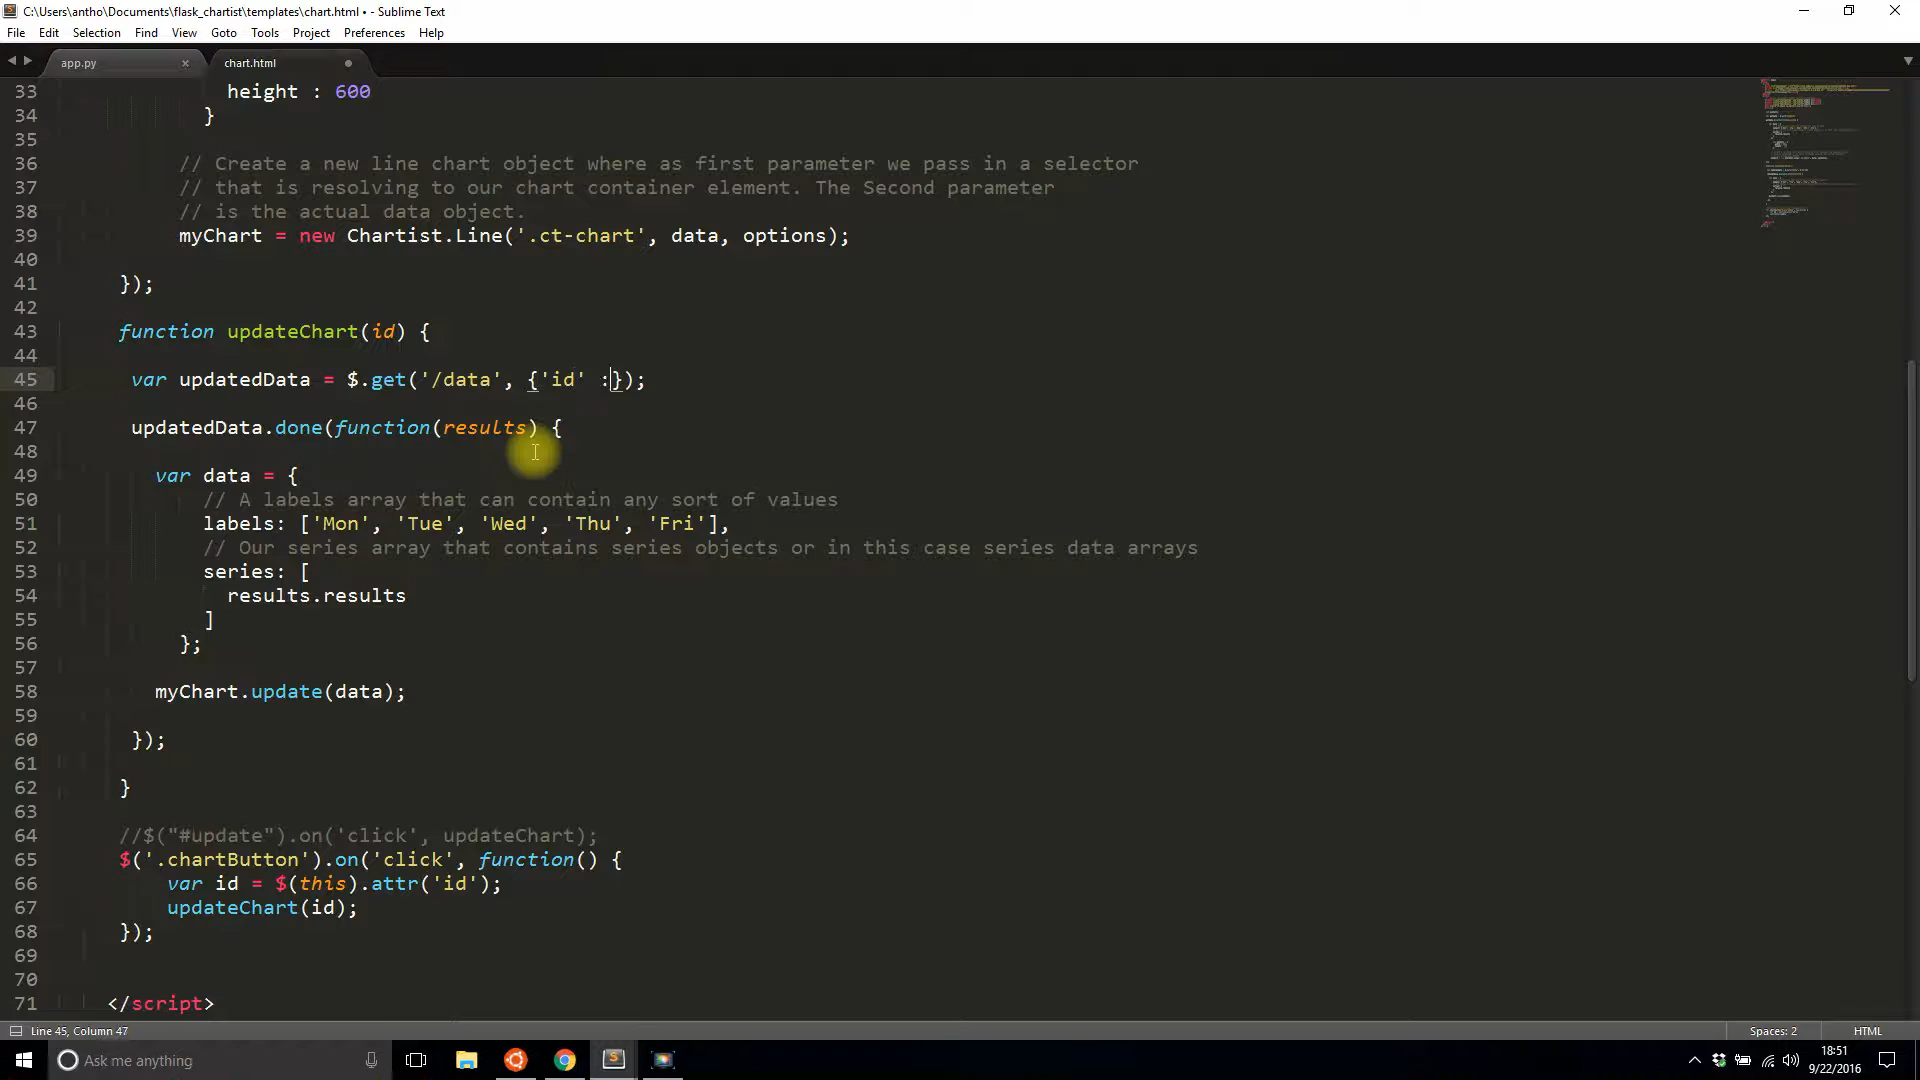 C:\Users\antho\Documents\flask_chartist\templates\chart.html • - Sublime Text
File Edit Selection Find View Goto Tools Project Preferences Help
app.py × chart.html
33 height : 600
34 }
35
36 // Create a new line chart object where as first parameter we pass in a selector
37 // that is resolving to our chart container element. The Second parameter
38 // is the actual data object.
39 myChart = new Chartist.Line('.ct-chart', data, options);
40
41 });
42
43 function updateChart(id) {
44
45 var updatedData = $.get('/data', {'id' :});
46
47 updatedData.done(function(results) {
48
49 var data = {
50 // A labels array that can contain any sort of values
51 labels: ['Mon', 'Tue', 'Wed', 'Thu', 'Fri'],
52 // Our series array that contains series objects or in this case series data arrays
53 series: [
54 results.results
55 ]
56 };
57
58 myChart.update(data);
59
60 });
61
62 }
63
64 //$("#update").on('click', updateChart);
65 $('.chartButton').on('click', function() {
66 var id = $(this).attr('id');
67 updateChart(id);
68 });
69
70
71 </script>
Line 45, Column 47 Spaces: 2 HTML
Ask me anything
18:51
9/22/2016